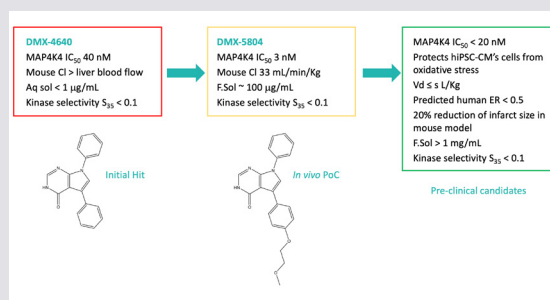 DMX-4640
MAP4K4 IC50 40 nM
Mouse Cl > liver blood flow
Aq sol < 1 µg/mL
Kinase selectivity S35 < 0.1
Initial Hit
N
N
HN
O
DMX-5804
MAP4K4 IC50 3 nM
Mouse Cl 33 mL/min/Kg
F.Sol ~ 100 µg/mL
Kinase selectivity S35 < 0.1
In vivo PoC
N
N
HN
O
O
O
MAP4K4 IC50 < 20 nM
Protects hiPSC-CM's cells from
oxidative stress
Vd ≤ s L/Kg
Predicted human ER < 0.5
20% reduction of infarct size in
mouse model
F.Sol > 1 mg/mL
Kinase selectivity S35 < 0.1
Pre-clinical candidates